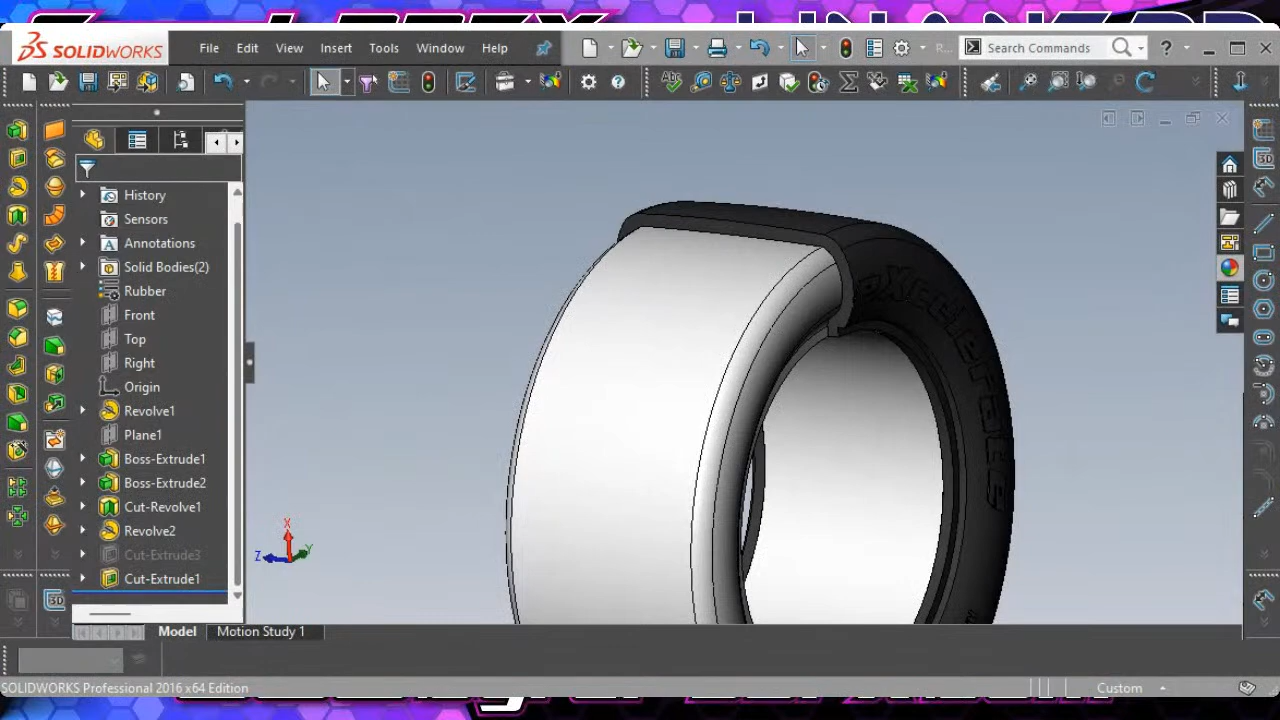 SOLIDWORKS
File Edit View Insert Tools Window Help
Search Commands
History
Sensors
Annotations
Solid Bodies(2)
Rubber
Front
Top
Right
Origin
Revolve1
Plane1
Boss-Extrude1
Boss-Extrude2
Cut-Revolve1
Revolve2
Cut-Extrude3
Cut-Extrude1
eXcelerate
X
Z
Y
Model Motion Study 1
SOLIDWORKS Professional 2016 x64 Edition
Custom